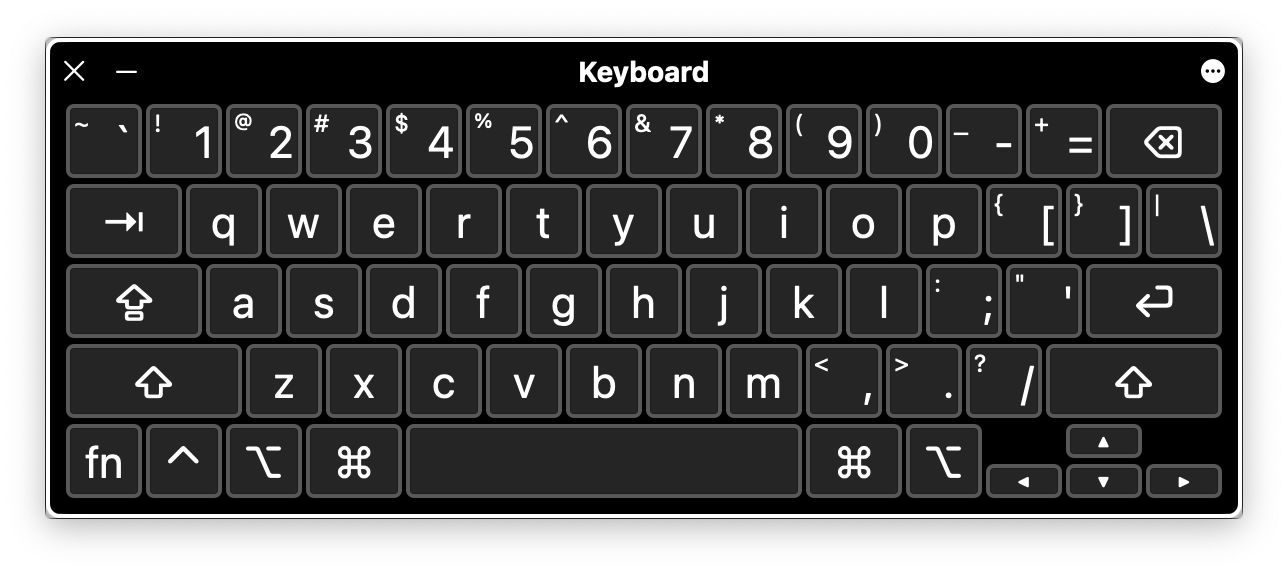 Keyboard
~ ` ! 1 @ 2 # 3 $ 4 % 5 ^ 6 & 7 * 8 ( 9 ) 0 _ - + =
q w e r t y u i o p { [ } ] | \
a s d f g h j k l : ; " '
z x c v b n m < , > . ? /
fn ^ ⌥ ⌘ ⌘ ⌥